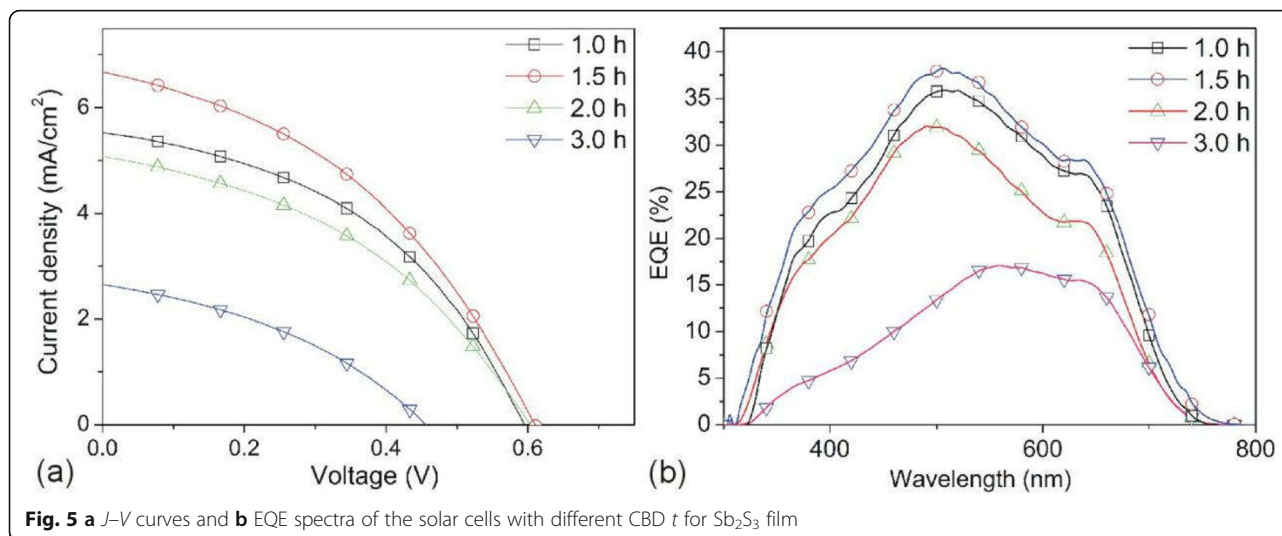 6
4
2
0
0.0
0.2
0.4
0.6
Current density (mA/cm²)
Voltage (V)
1.0 h
1.5 h
2.0 h
3.0 h
(a)
40
35
30
25
20
15
10
5
0
400
600
800
EQE (%)
Wavelength (nm)
1.0 h
1.5 h
2.0 h
3.0 h
(b)
Fig. 5 a J–V curves and b EQE spectra of the solar cells with different CBD t for Sb₂S₃ film